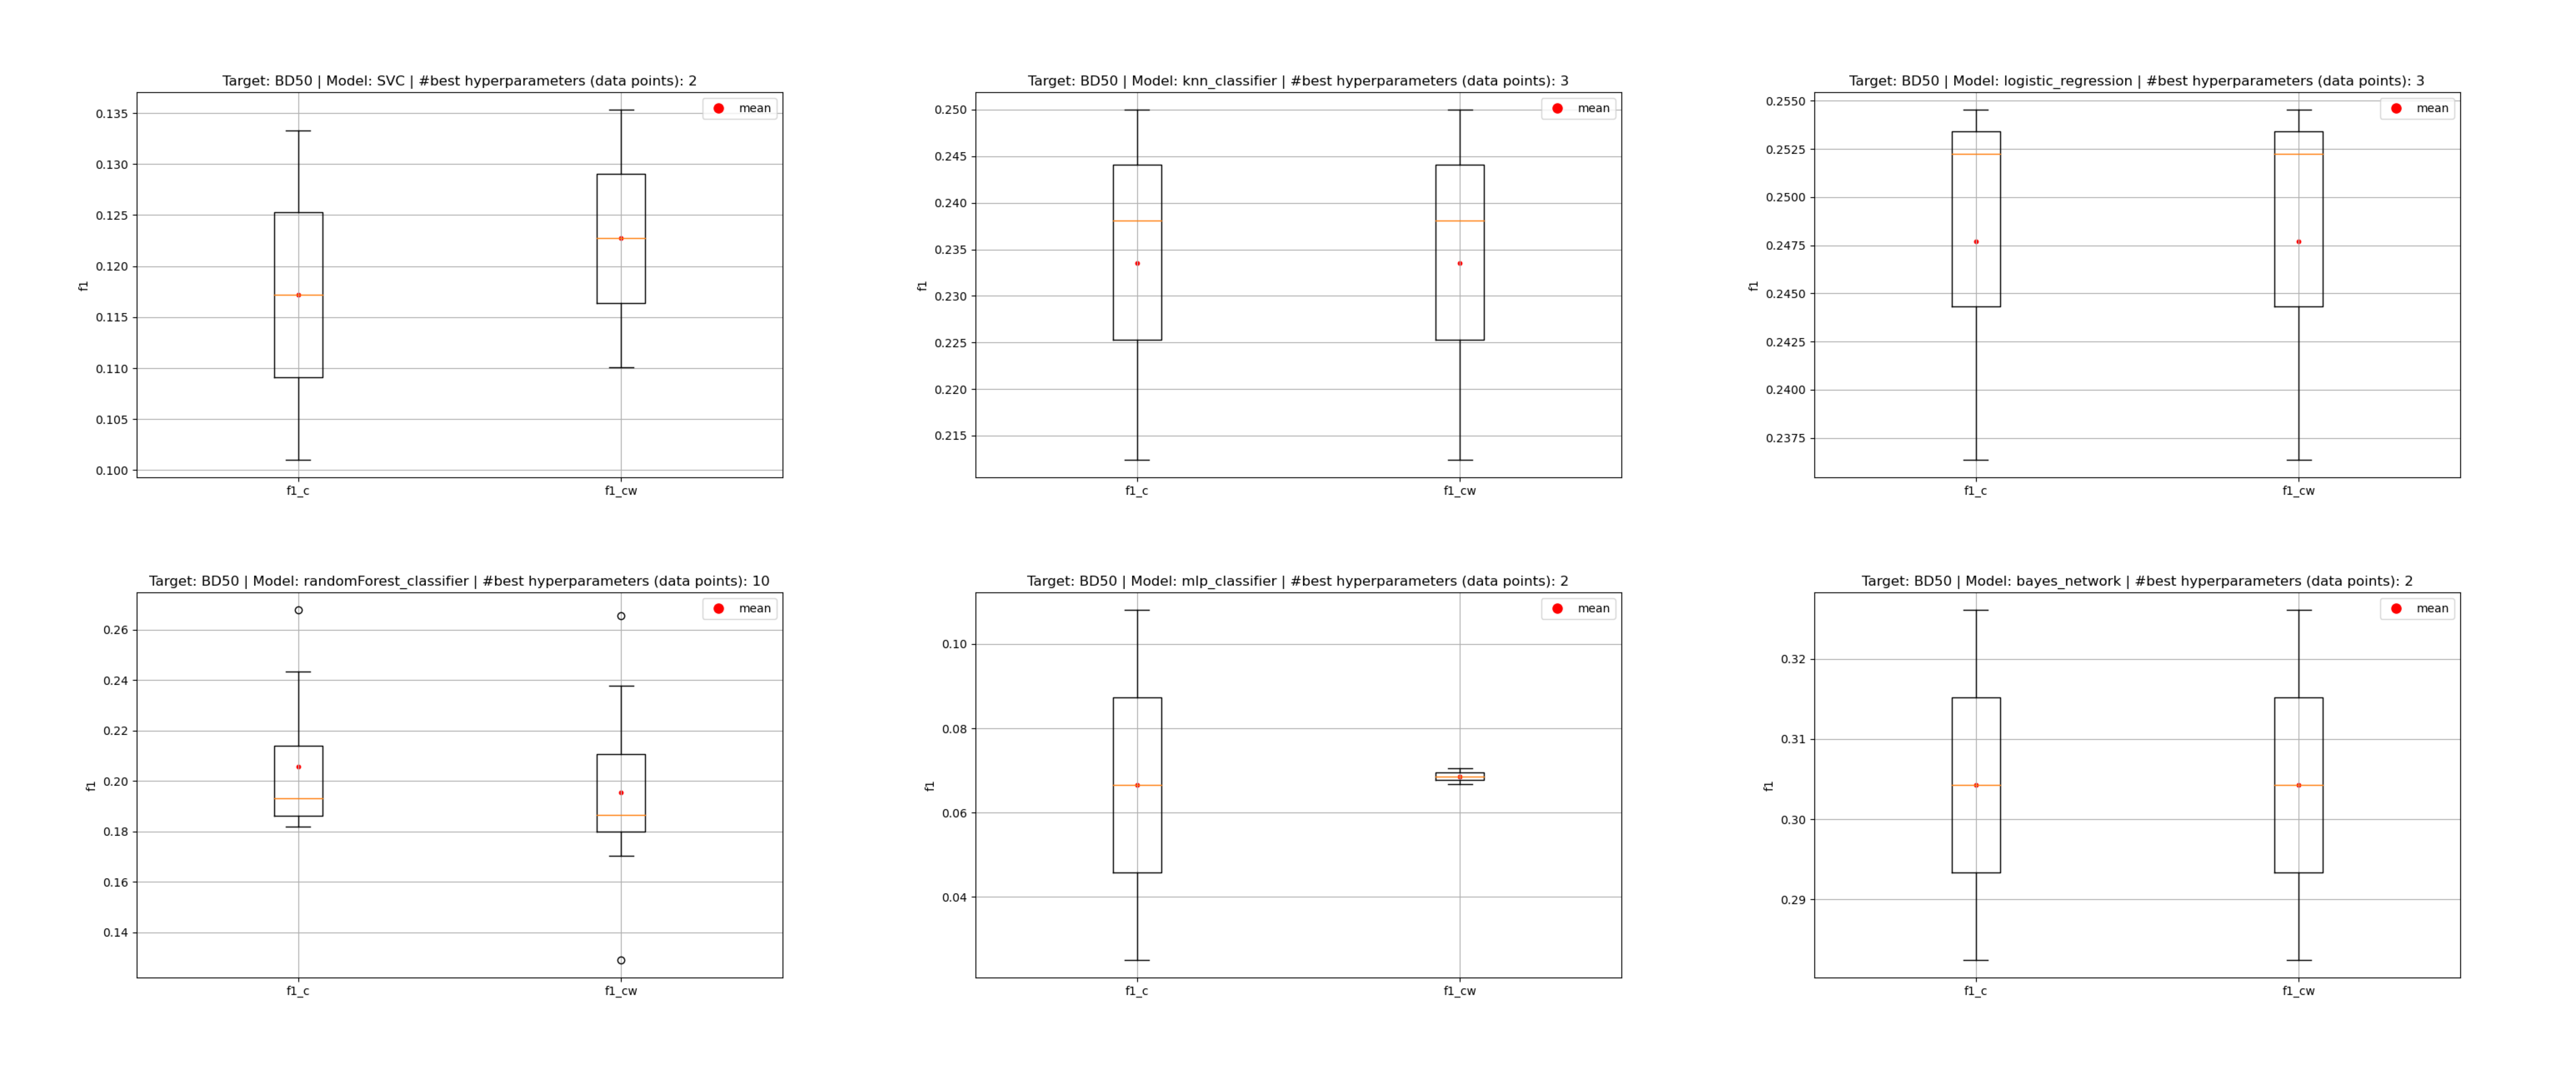 Target: BD50 | Model: SVC | #best hyperparameters (data points): 2
mean
0.135
0.130
0.125
0.120
0.115
0.110
0.105
0.100
f1
f1_c
f1_cw
Target: BD50 | Model: knn_classifier | #best hyperparameters (data points): 3
mean
0.250
0.245
0.240
0.235
0.230
0.225
0.220
0.215
f1
f1_c
f1_cw
Target: BD50 | Model: logistic_regression | #best hyperparameters (data points): 3
mean
0.2550
0.2525
0.2500
0.2475
0.2450
0.2425
0.2400
0.2375
f1
f1_c
f1_cw
Target: BD50 | Model: randomForest_classifier | #best hyperparameters (data points): 10
mean
0.26
0.24
0.22
0.20
0.18
0.16
0.14
f1
f1_c
f1_cw
Target: BD50 | Model: mlp_classifier | #best hyperparameters (data points): 2
mean
0.10
0.08
0.06
0.04
f1
f1_c
f1_cw
Target: BD50 | Model: bayes_network | #best hyperparameters (data points): 2
mean
0.32
0.31
0.30
0.29
f1
f1_c
f1_cw